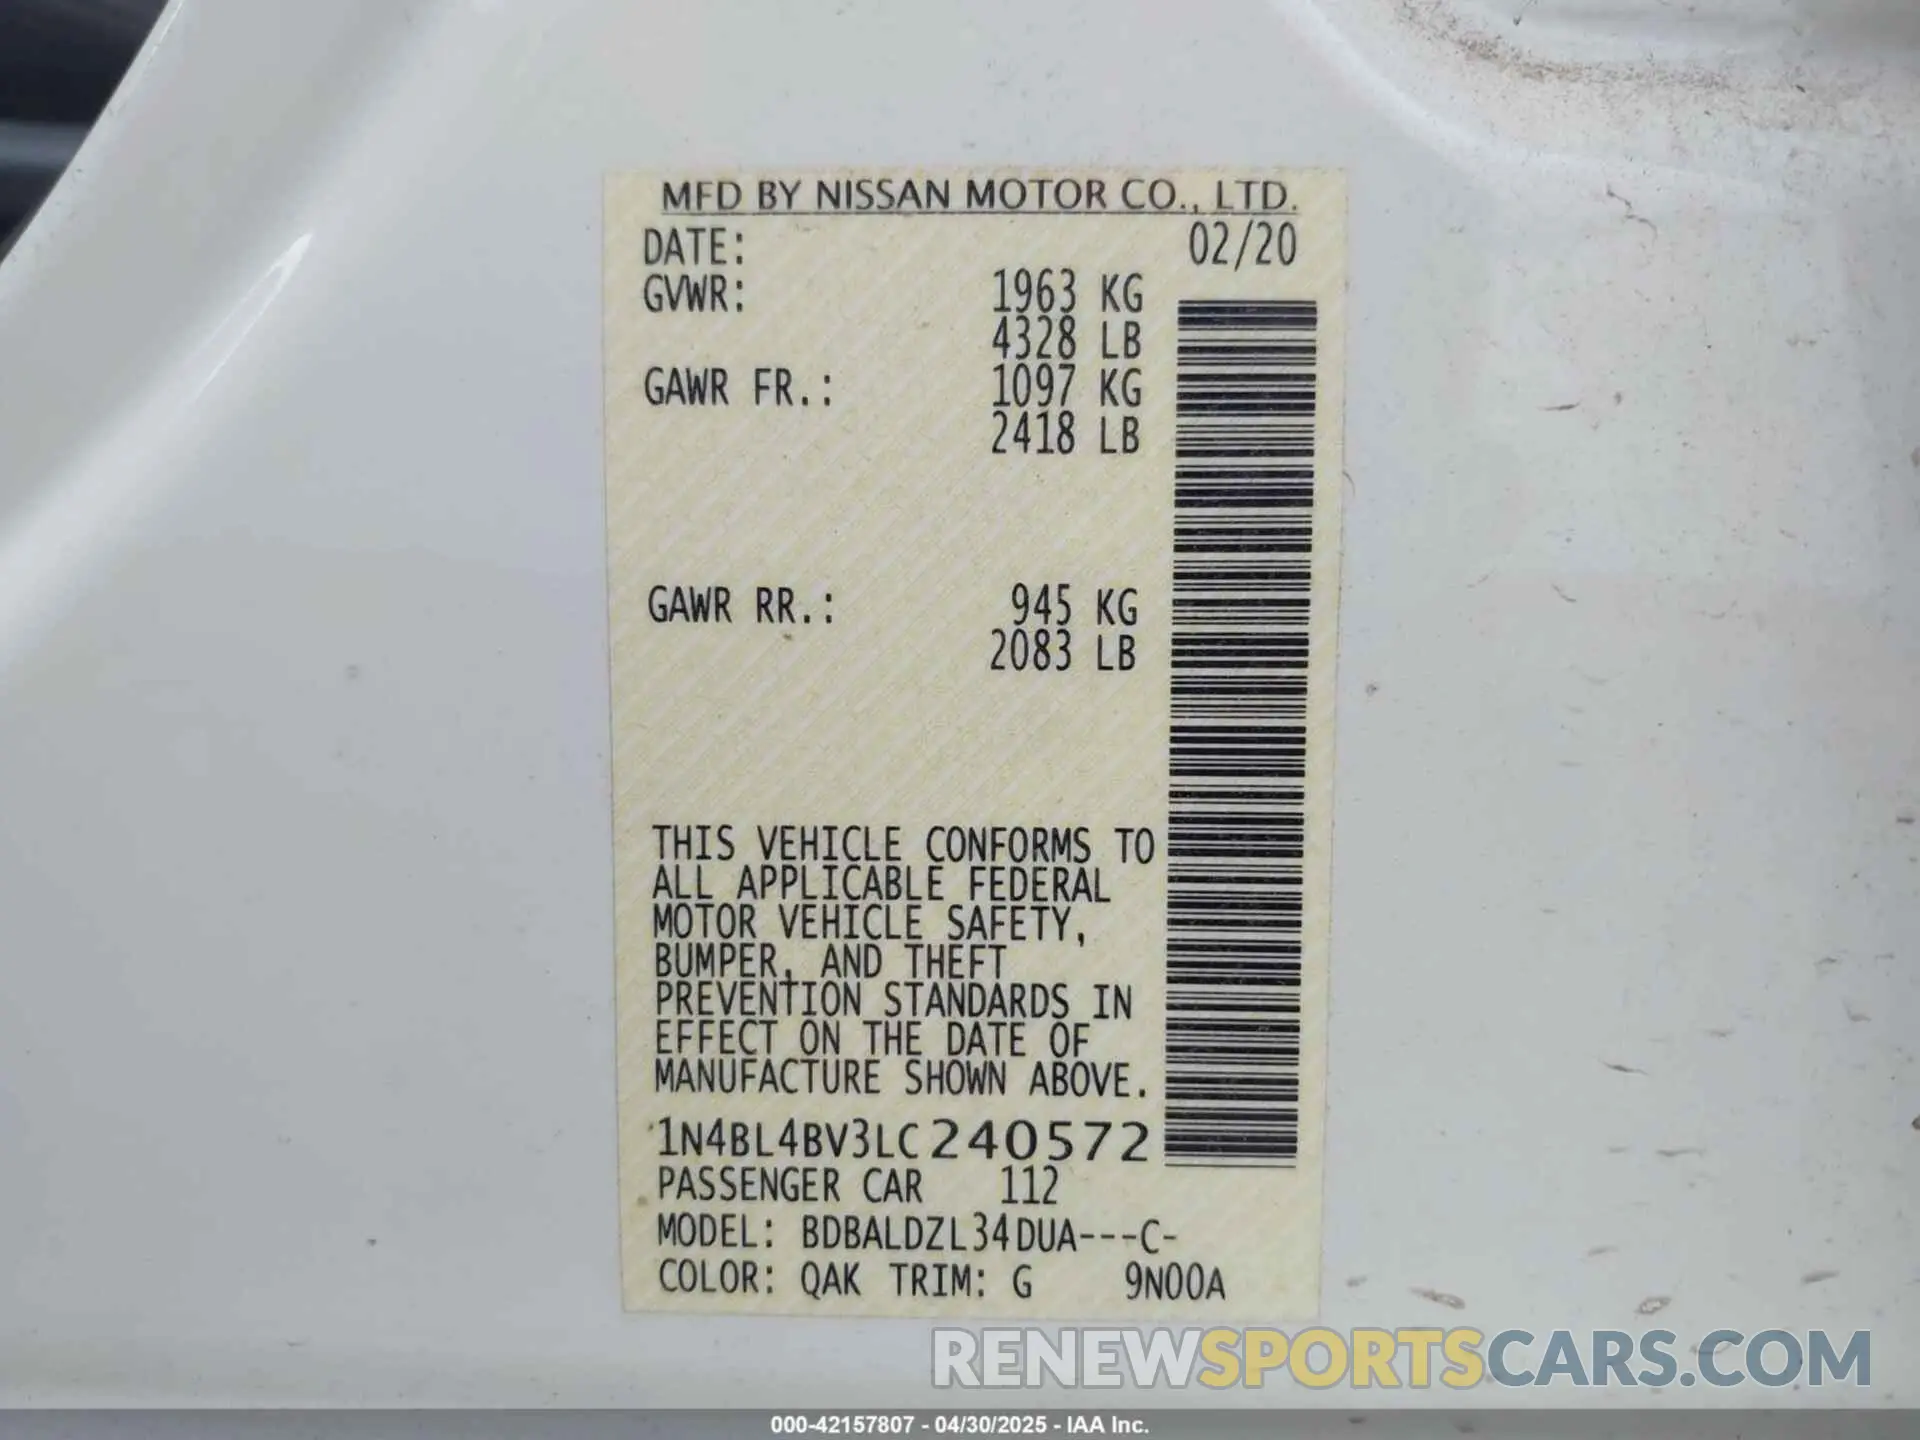 MFD BY NISSAN MOTOR CO., LTD.
DATE: 02/20
GVWR: 1963 KG
4328 LB
GAWR FR.: 1097 KG
2418 LB
GAWR RR.: 945 KG
2083 LB
THIS VEHICLE CONFORMS TO
ALL APPLICABLE FEDERAL
MOTOR VEHICLE SAFETY,
BUMPER, AND THEFT
PREVENTION STANDARDS IN
EFFECT ON THE DATE OF
MANUFACTURE SHOWN ABOVE.
1N4BL4BV3LC240572
PASSENGER CAR 112
MODEL: BDBALDZL34DUA---C-
COLOR: QAK TRIM: G 9N00A
RENEWSPORTSCARS.COM
000-42157807 - 04/30/2025 - IAA Inc.